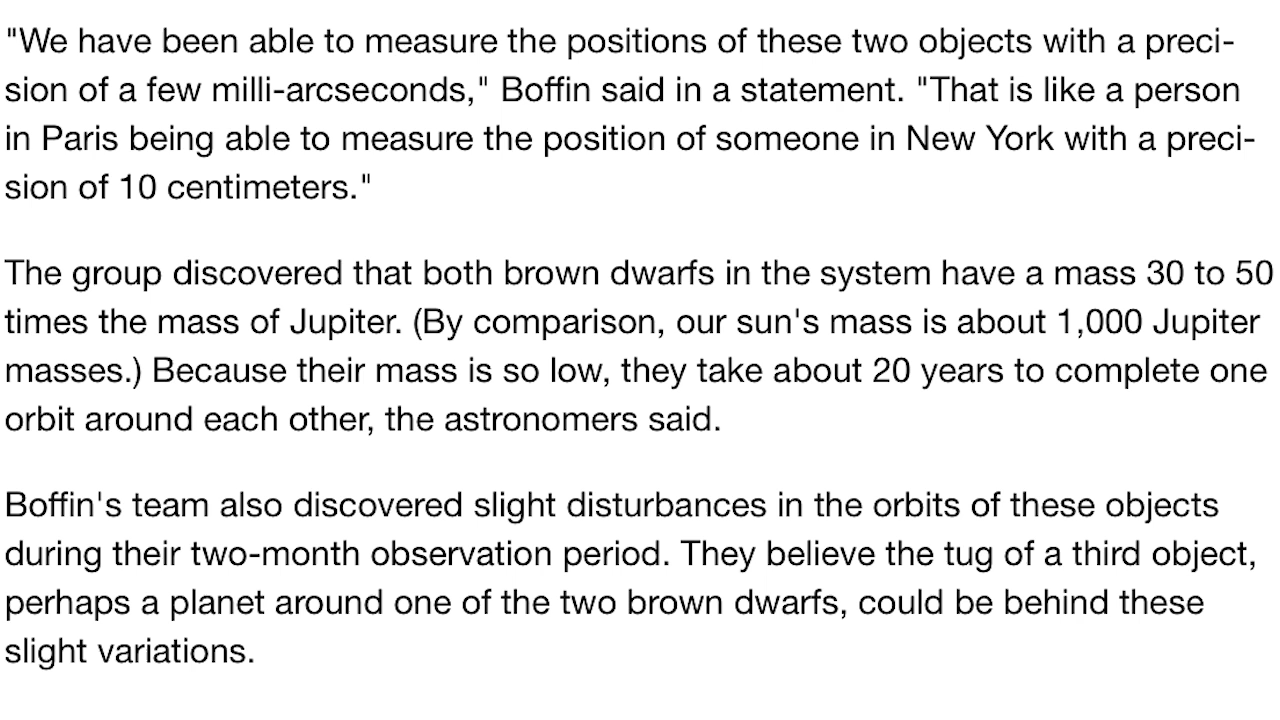 "We have been able to measure the positions of these two objects with a preci-
sion of a few milli-arcseconds," Boffin said in a statement. "That is like a person
in Paris being able to measure the position of someone in New York with a preci-
sion of 10 centimeters."
The group discovered that both brown dwarfs in the system have a mass 30 to 50
times the mass of Jupiter. (By comparison, our sun's mass is about 1,000 Jupiter
masses.) Because their mass is so low, they take about 20 years to complete one
orbit around each other, the astronomers said.
Boffin's team also discovered slight disturbances in the orbits of these objects
during their two-month observation period. They believe the tug of a third object,
perhaps a planet around one of the two brown dwarfs, could be behind these
slight variations.